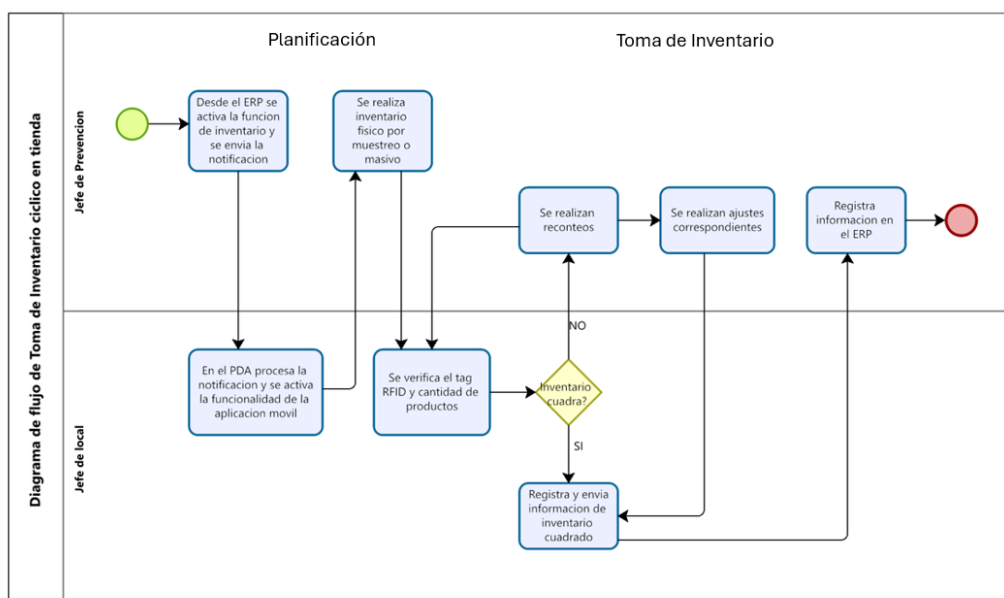 Planificación
Toma de Inventario
Diagrama de flujo de Toma de Inventario ciclico en tienda
Jefe de Prevencion
Desde el ERP se
activa la funcion
de inventario y
se envia la
notificacion
Se realiza
inventario
fisico por
muestreo o
masivo
Se realizan
reconteos
Se realizan ajustes
correspondientes
Registra
informacion en
el ERP
Jefe de local
En el PDA procesa la
notificacion y se activa
la funcionalidad de la
aplicacion movil
Se verifica el tag
RFID y cantidad de
productos
NO
Inventario
cuadra?
SI
Registra y envia
informacion de
inventario
cuadrado